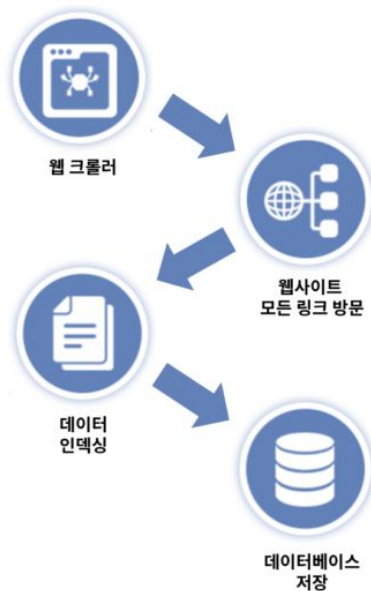 웹 크롤러
웹사이트
모든 링크 방문
데이터
인덱싱
데이터베이스
저장